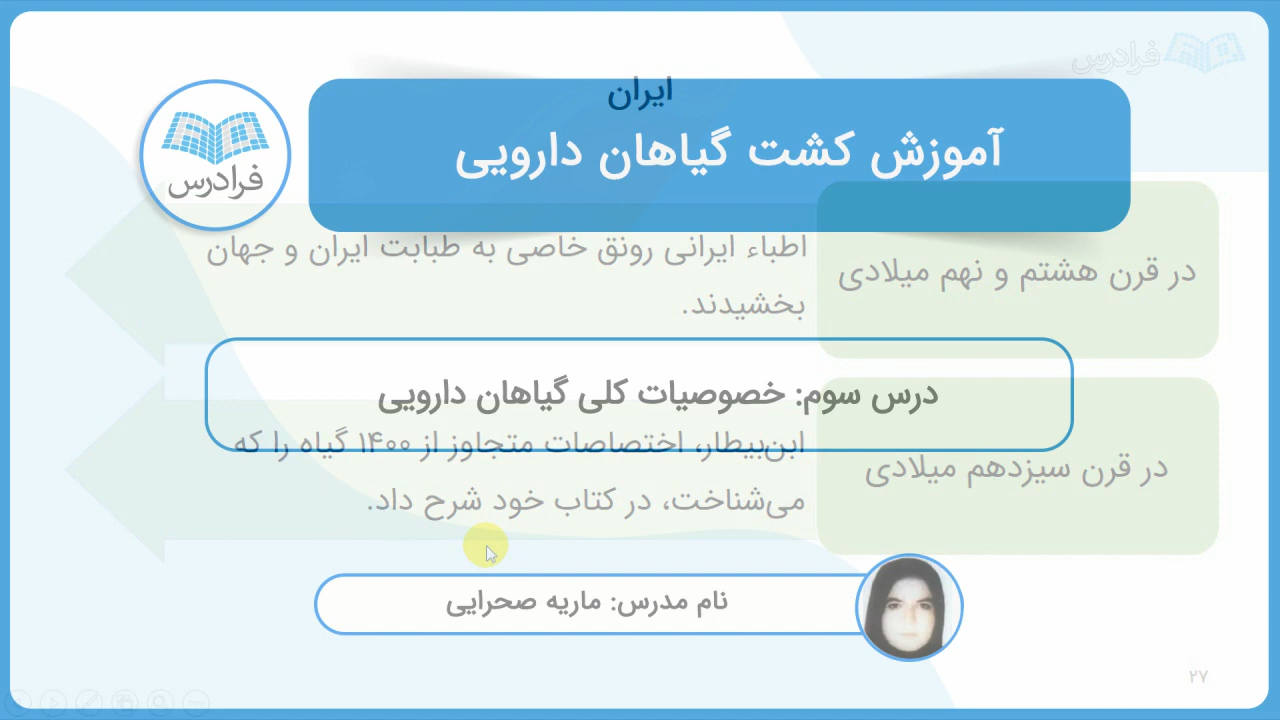 فرادرس
ایران
آموزش کشت گیاهان دارویی
فرادرس
در قرن هشتم و نهم میلادی
اطباء ایرانی رونق خاصی به طبابت ایران و جهان
بخشیدند.
درس سوم: خصوصیات کلی گیاهان دارویی
در قرن سیزدهم میلادی
ابن‌بیطار، اختصاصات متجاوز از ۱۴۰۰ گیاه را که
می‌شناخت، در کتاب خود شرح داد.
نام مدرس: ماریه صحرایی
۲۷